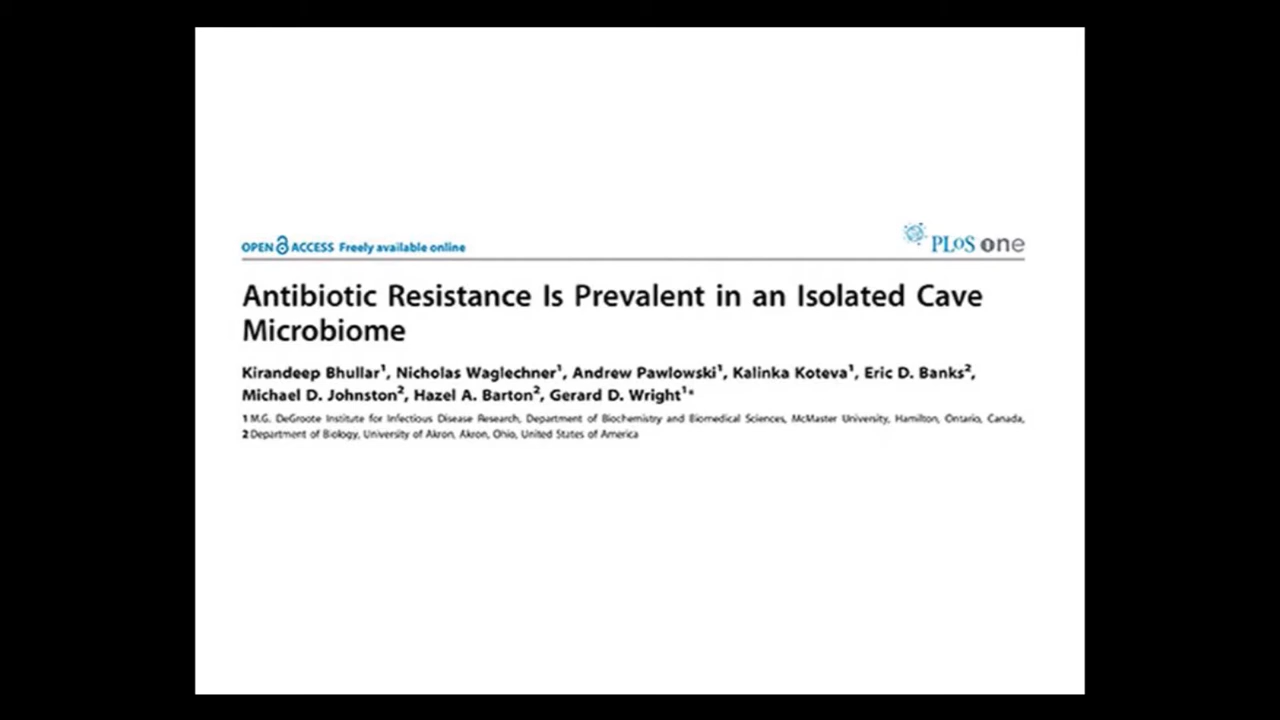 OPEN ACCESS Freely available online
PLoS one
Antibiotic Resistance Is Prevalent in an Isolated Cave
Microbiome
Kirandeep Bhullar¹, Nicholas Waglechner¹, Andrew Pawlowski¹, Kalinka Koteva¹, Eric D. Banks²,
Michael D. Johnston², Hazel A. Barton², Gerard D. Wright¹*
1 M.G. DeGroote Institute for Infectious Disease Research, Department of Biochemistry and Biomedical Sciences, McMaster University, Hamilton, Ontario, Canada,
2 Department of Biology, University of Akron, Akron, Ohio, United States of America